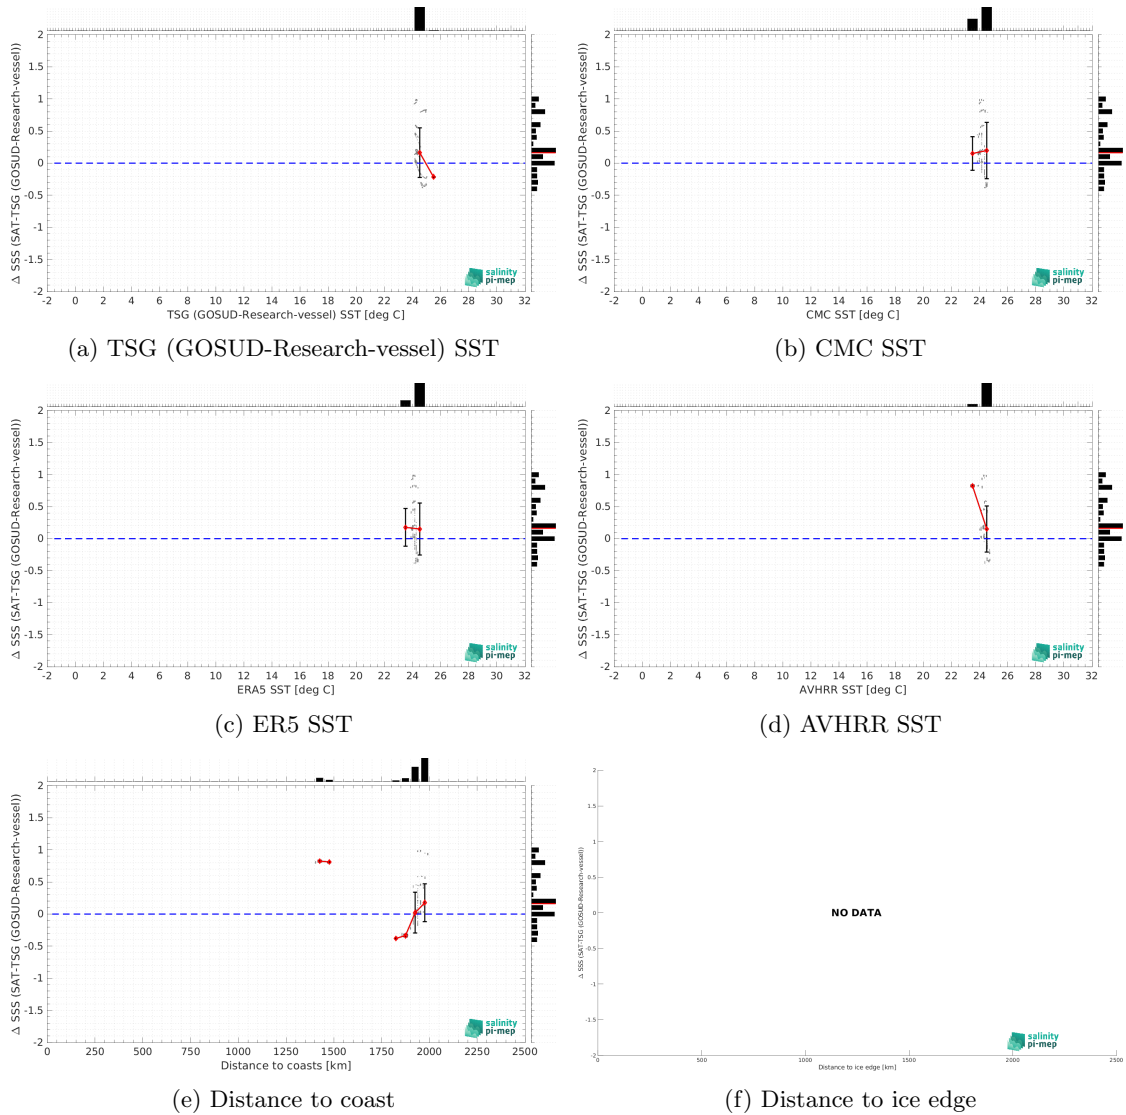 2
1.5
1
0.5
0
-0.5
-1
-1.5
-2
Δ SSS (SAT-TSG (GOSUD-Research-vessel))
-2 0 2 4 6 8 10 12 14 16 18 20 22 24 26 28 30 32
TSG (GOSUD-Research-vessel) SST [deg C]
salinity
pi-mep
(a) TSG (GOSUD-Research-vessel) SST
2
1.5
1
0.5
0
-0.5
-1
-1.5
-2
Δ SSS (SAT-TSG (GOSUD-Research-vessel))
-2 0 2 4 6 8 10 12 14 16 18 20 22 24 26 28 30 32
CMC SST [deg C]
salinity
pi-mep
(b) CMC SST
2
1.5
1
0.5
0
-0.5
-1
-1.5
-2
Δ SSS (SAT-TSG (GOSUD-Research-vessel))
-2 0 2 4 6 8 10 12 14 16 18 20 22 24 26 28 30 32
ERA5 SST [deg C]
salinity
pi-mep
(c) ER5 SST
2
1.5
1
0.5
0
-0.5
-1
-1.5
-2
Δ SSS (SAT-TSG (GOSUD-Research-vessel))
-2 0 2 4 6 8 10 12 14 16 18 20 22 24 26 28 30 32
AVHRR SST [deg C]
salinity
pi-mep
(d) AVHRR SST
2
1.5
1
0.5
0
-0.5
-1
-1.5
-2
Δ SSS (SAT-TSG (GOSUD-Research-vessel))
0 250 500 750 1000 1250 1500 1750 2000 2250 2500
Distance to coasts [km]
salinity
pi-mep
(e) Distance to coast
2
1.5
1
0.5
0
-0.5
-1
-1.5
-2
Δ SSS (SAT-TSG (GOSUD-Research-vessel))
NO DATA
0 500 1000 1500 2000 2500
Distance to ice edge [km]
salinity
pi-mep
(f) Distance to ice edge